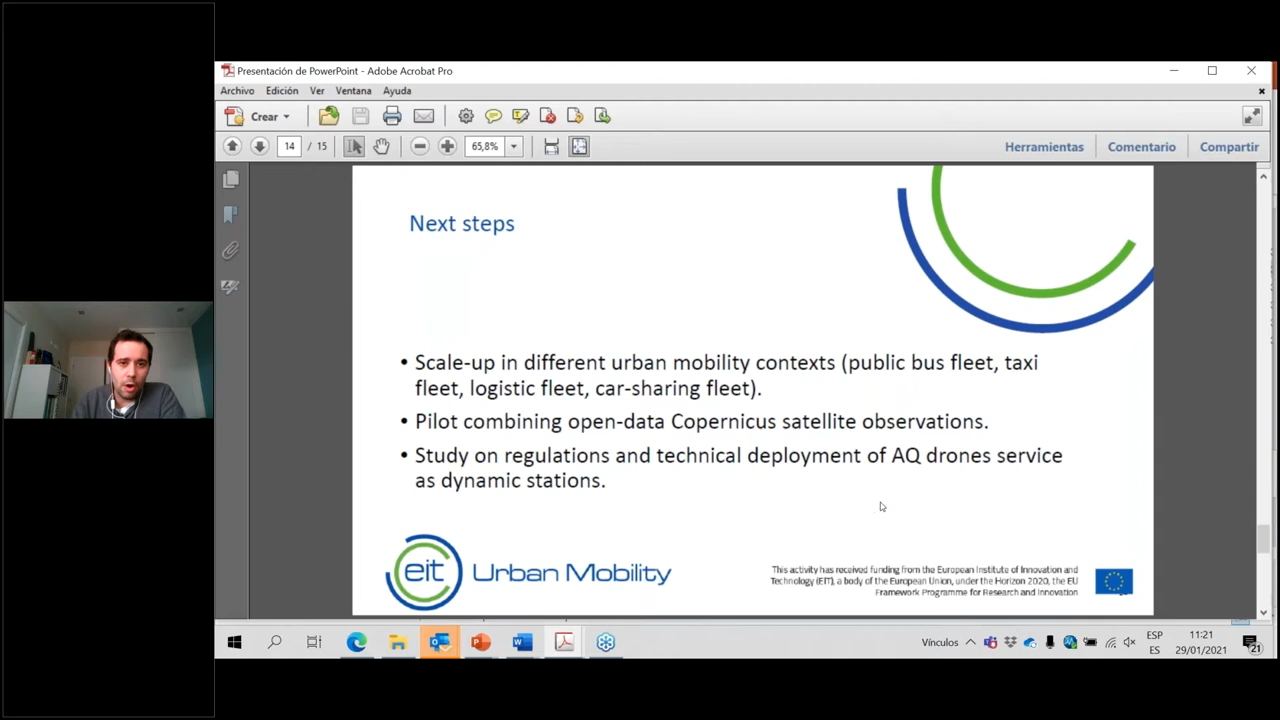 Presentación de PowerPoint - Adobe Acrobat Pro
Archivo Edición Ver Ventana Ayuda
Crear
14 / 15 65,8% Herramientas Comentario Compartir
Next steps
• Scale-up in different urban mobility contexts (public bus fleet, taxi
fleet, logistic fleet, car-sharing fleet).
• Pilot combining open-data Copernicus satellite observations.
• Study on regulations and technical deployment of AQ drones service
as dynamic stations.
eit Urban Mobility
This activity has received funding from the European Institute of Innovation and
Technology (EIT), a body of the European Union, under the Horizon 2020, the EU
Framework Programme for Research and Innovation
Vínculos
ESP
ES
11:21
29/01/2021
21